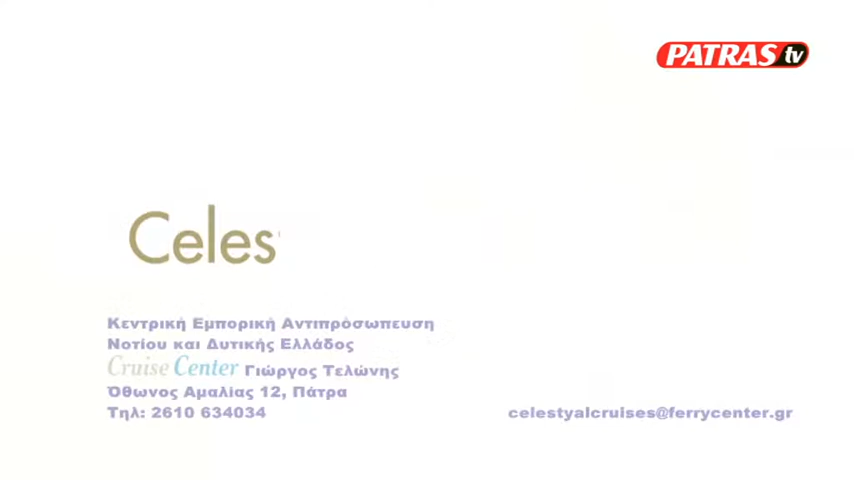 PATRAS tv
Celes
Κεντρική Εμπορική Αντιπρόσωπευση
Νοτίου και Δυτικής Ελλάδος
Cruise Center Γιώργος Τελώνης
Όθωνος Αμαλίας 12, Πάτρα
Τηλ: 2610 634034
celestyalcruises@ferrycenter.gr